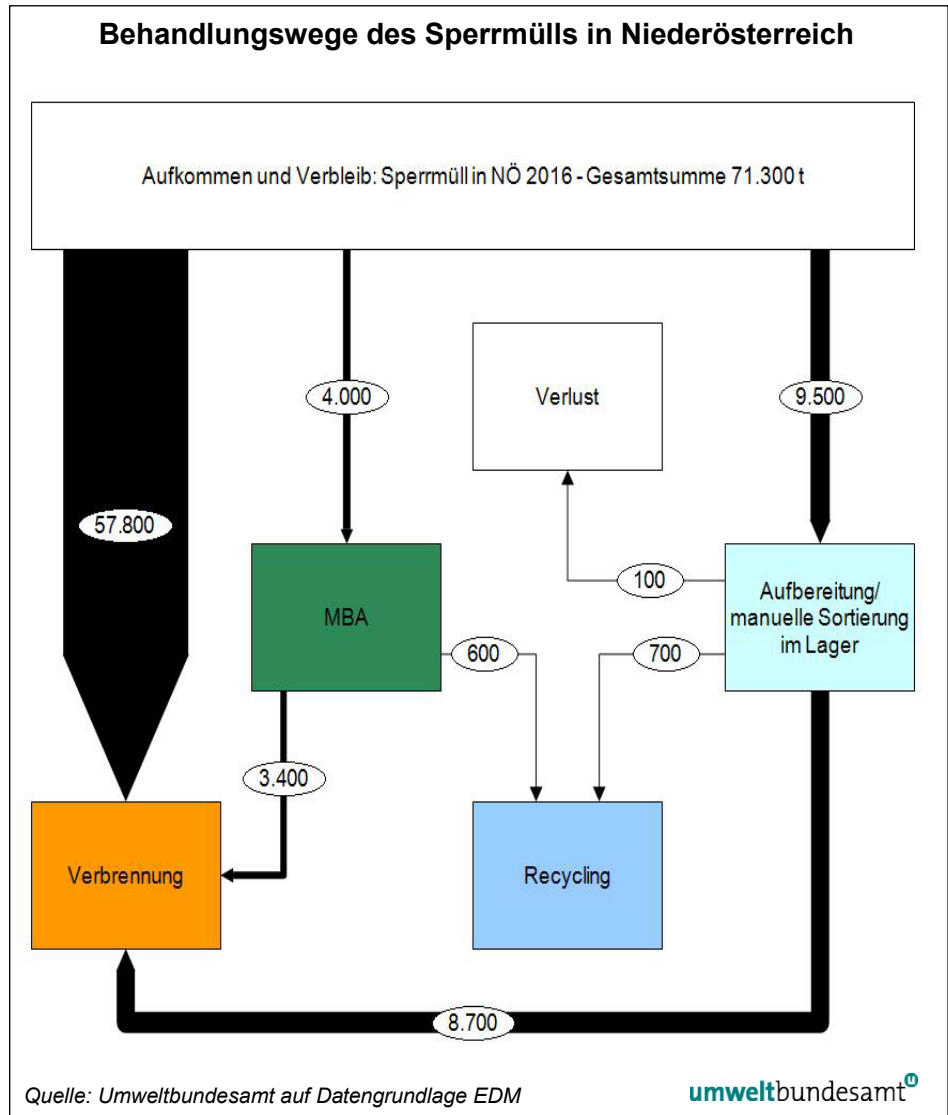 Behandlungswege des Sperrmülls in Niederösterreich
Aufkommen und Verbleib: Sperrmüll in NÖ 2016 - Gesamtsumme 71.300 t
4.000
Verlust
9.500
57.800
MBA
100
Aufbereitung/
manuelle Sortierung
im Lager
600
700
3.400
Verbrennung
Recycling
8.700
Quelle: Umweltbundesamt auf Datengrundlage EDM
umweltbundesamt
u